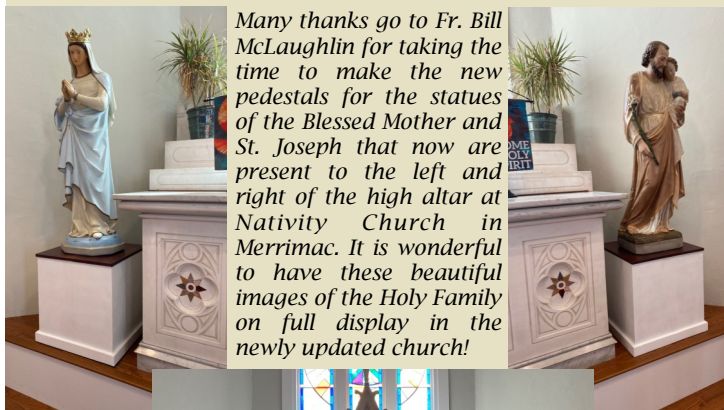 Many thanks go to Fr. Bill
McLaughlin for taking the
time to make the new
pedestals for the statues
of the Blessed Mother and
St. Joseph that now are
present to the left and
right of the high altar at
Nativity Church in
Merrimac. It is wonderful
to have these beautiful
images of the Holy Family
on full display in the
newly updated church!
OME
OLY
IRIT